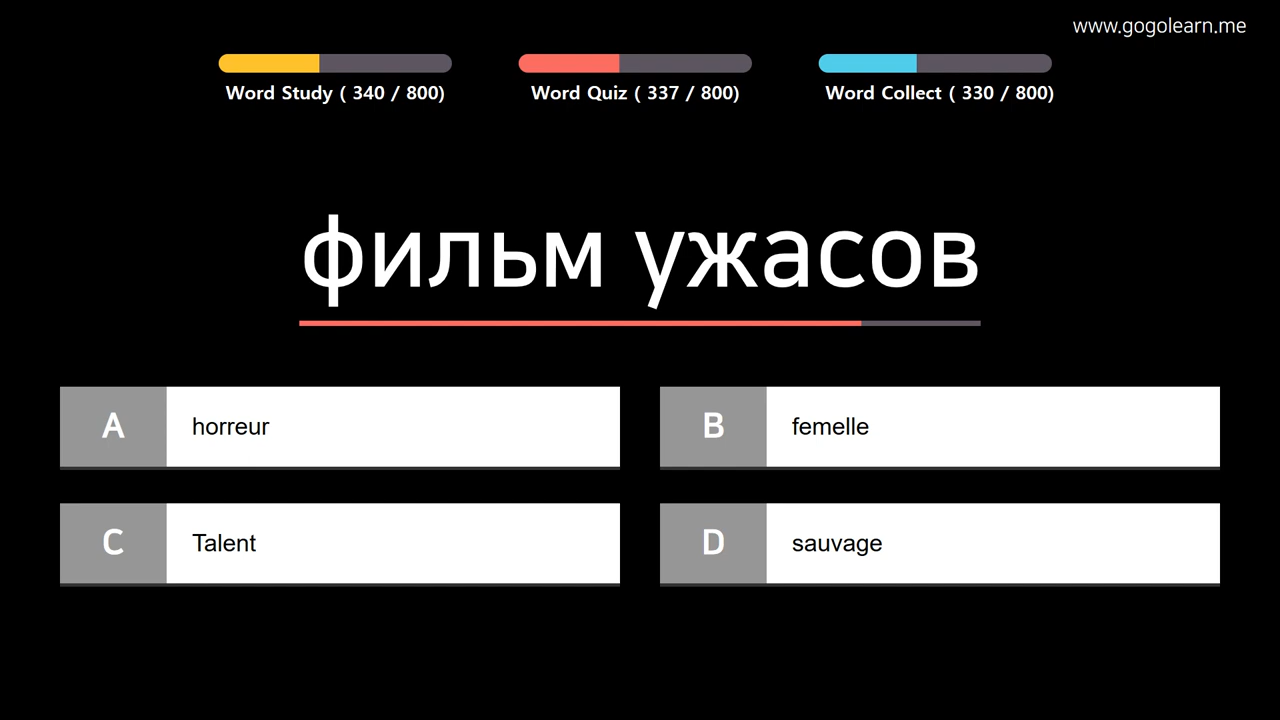 www.gogolearn.me
Word Study ( 340 / 800)
Word Quiz ( 337 / 800)
Word Collect ( 330 / 800)
фильм ужасов
A horreur
B femelle
C Talent
D sauvage